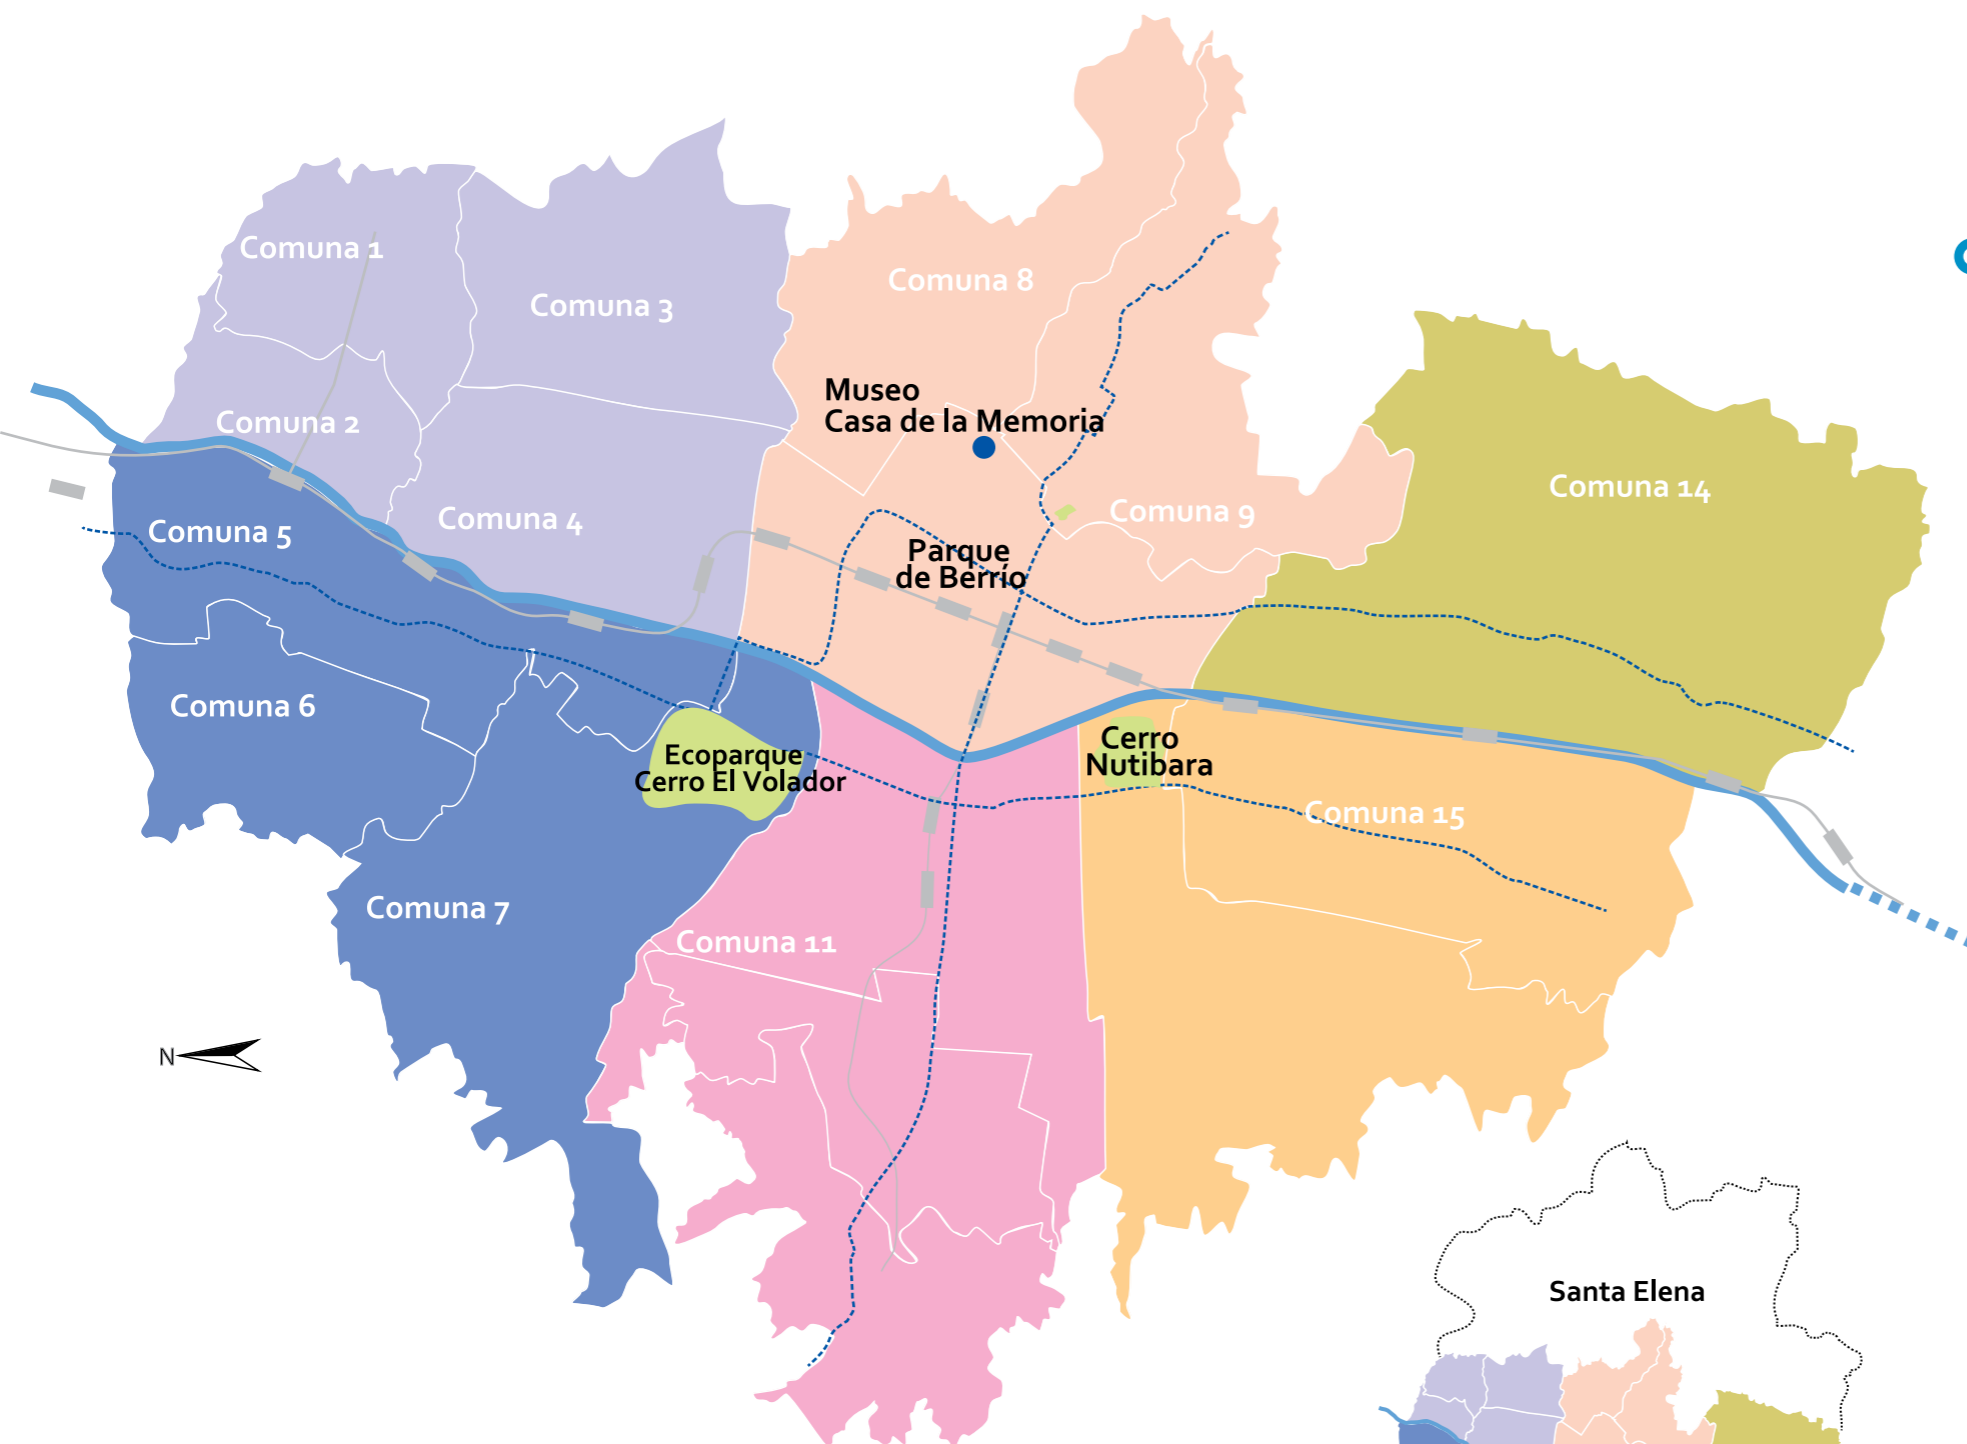 Comuna 1
Comuna 3
Comuna 8
Museo
Casa de la Memoria
Comuna 2
Comuna 14
Comuna 4
Comuna 9
Comuna 5
Parque
de Berrío
Comuna 6
Ecoparque
Cerro El Volador
Cerro
Nutibara
Comuna 15
Comuna 7
Comuna 11
N
Santa Elena